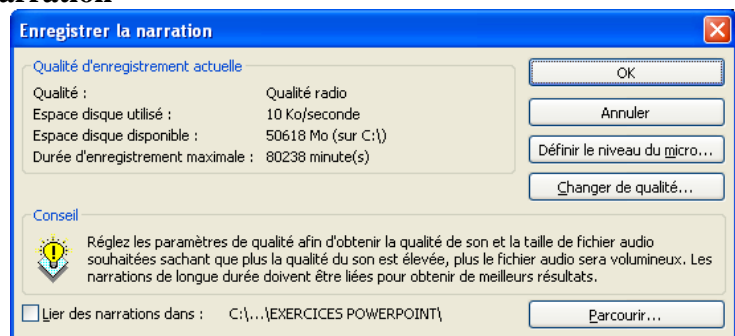 arration
Enregistrer la narration
Qualité d'enregistrement actuelle
Qualité : Qualité radio
Espace disque utilisé : 10 Ko/seconde
Espace disque disponible : 50618 Mo (sur C:\)
Durée d'enregistrement maximale : 80238 minute(s)
OK
Annuler
Définir le niveau du micro...
Changer de qualité...
Conseil
Réglez les paramètres de qualité afin d'obtenir la qualité de son et la taille de fichier audio
souhaitées sachant que plus la qualité du son est élevée, plus le fichier audio sera volumineux. Les
narrations de longue durée doivent être liées pour obtenir de meilleurs résultats.
Lier des narrations dans : C:\...\EXERCICES POWERPOINT\
Parcourir...